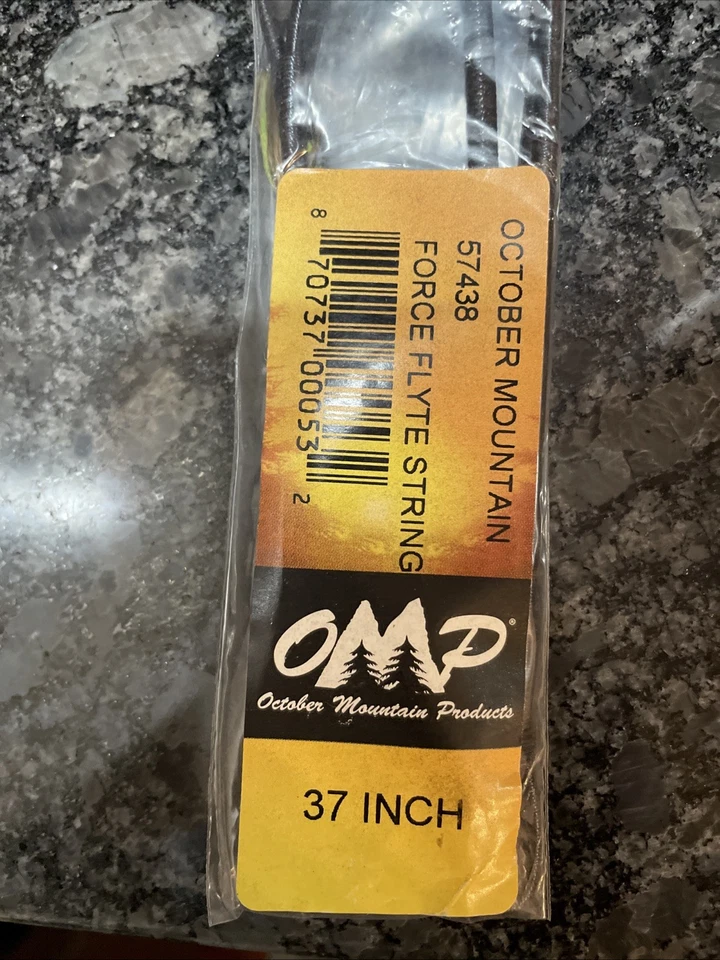 OCTOBER MOUNTAIN
57438
FORCE FLYTE STRING
8 70737 00053 2
OMP®
October Mountain Products
37 INCH